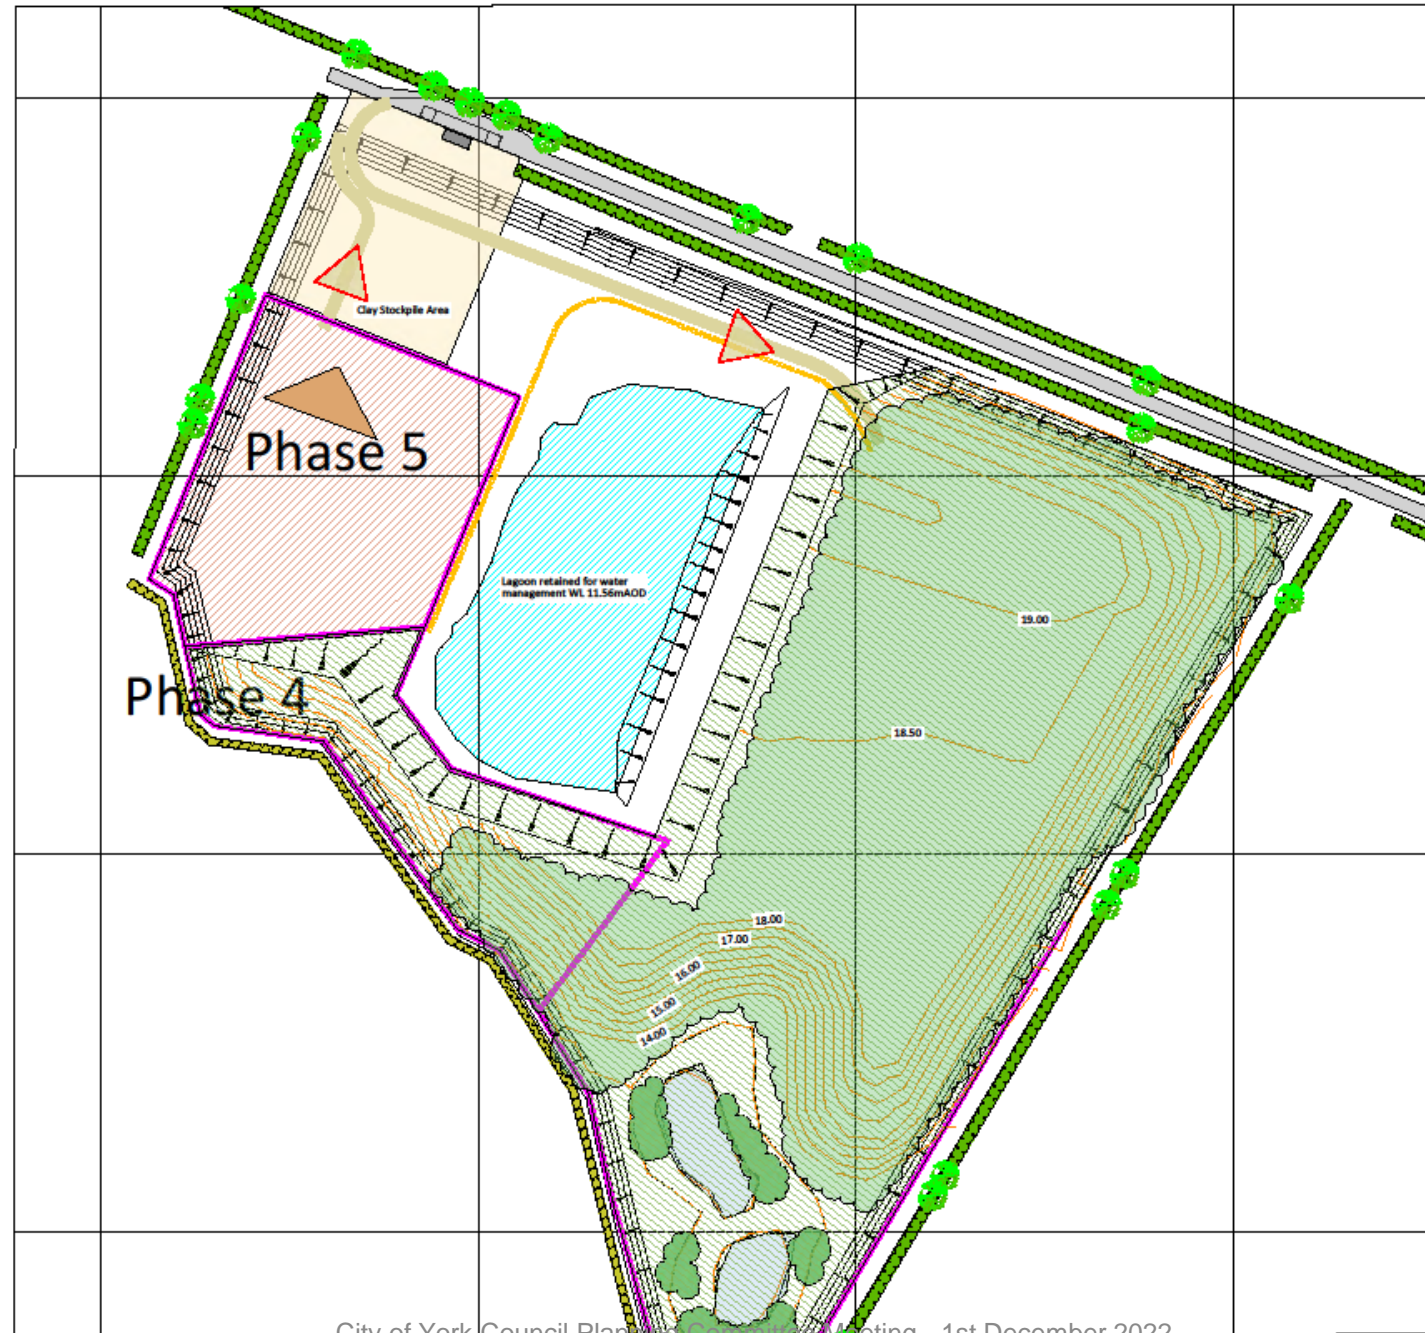 Clay Stockpile Area
Phase 5
Lagoon retained for water
management WL 11.56mAOD
19.00
Phase 4
18.50
18.00
17.00
16.00
15.00
14.00
City of York Council Planning Committee Meeting - 1st December 2022